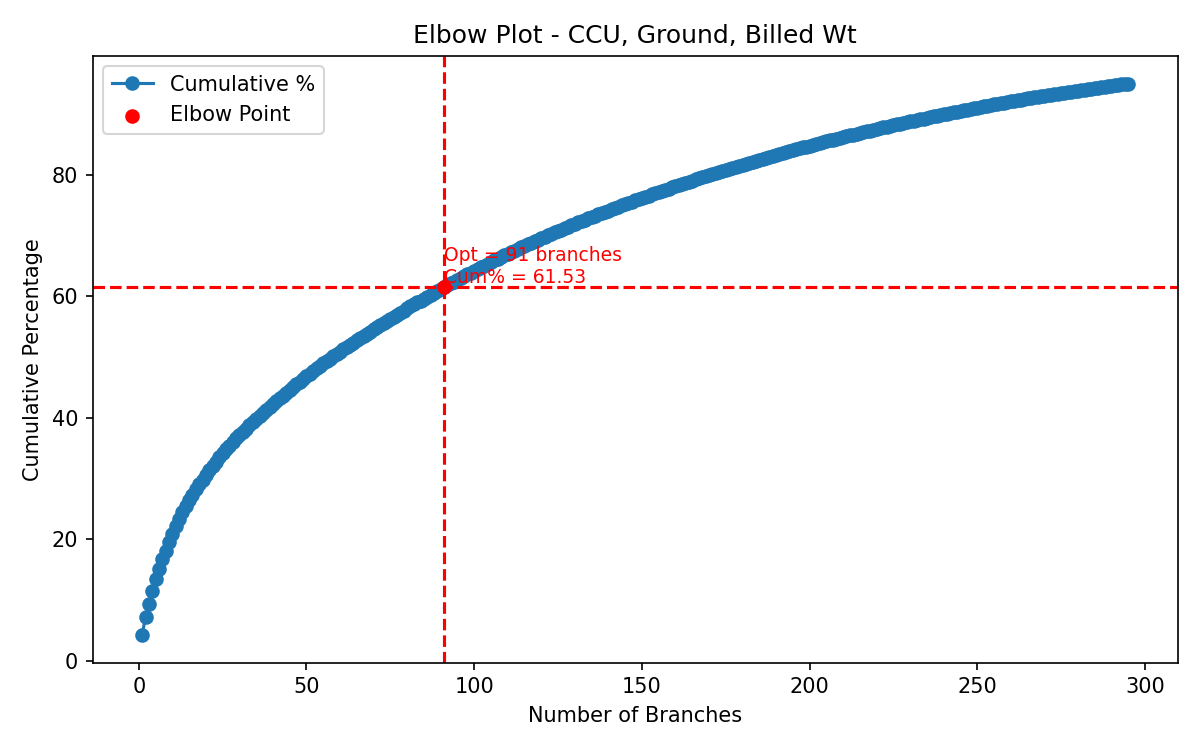 Elbow Plot - CCU, Ground, Billed Wt
Cumulative %
Elbow Point
Opt = 91 branches
Cum% = 61.53
Cumulative Percentage
80
60
40
20
0
0 50 100 150 200 250 300
Number of Branches